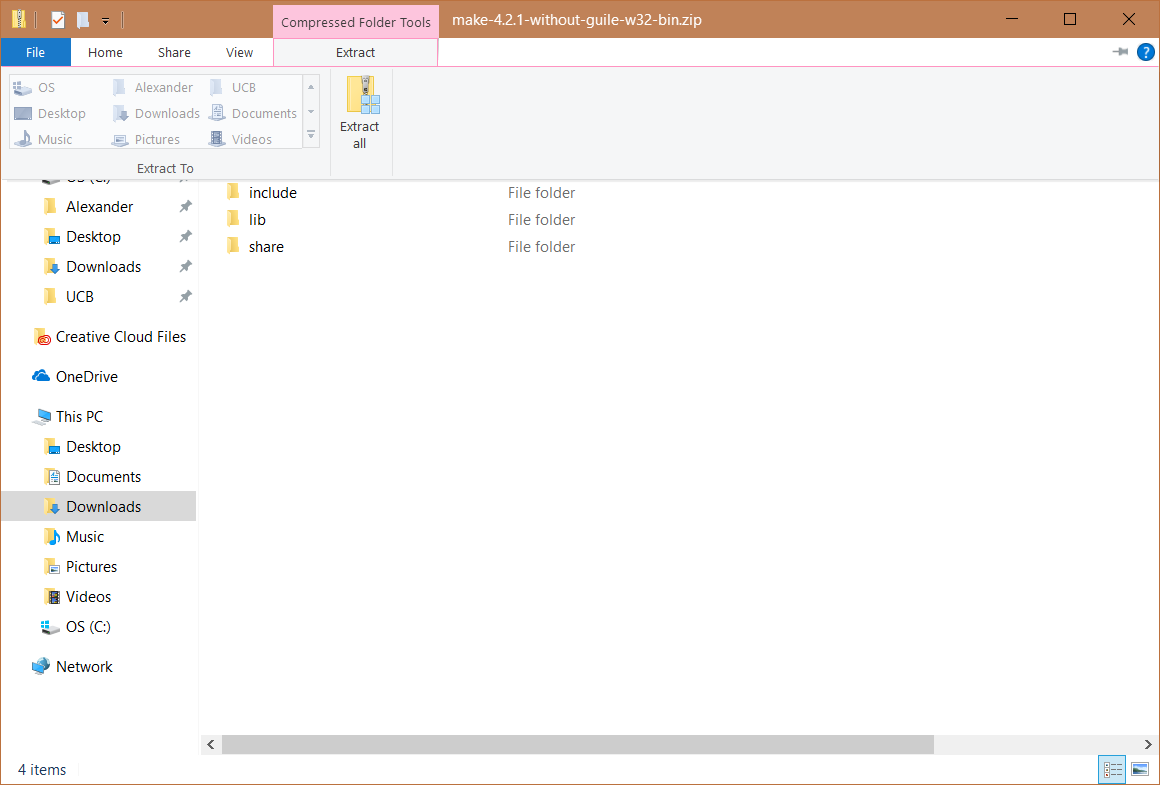 Compressed Folder Tools
make-4.2.1-without-guile-w32-bin.zip
File
Home
Share
View
Extract
?
OS
Alexander
UCB
Desktop
Downloads
Documents
Music
Pictures
Videos
Extract To
Extract
all
OS (C:)
Alexander
Desktop
Downloads
UCB
Creative Cloud Files
OneDrive
This PC
Desktop
Documents
Downloads
Music
Pictures
Videos
OS (C:)
Network
include File folder
lib File folder
share File folder
4 items